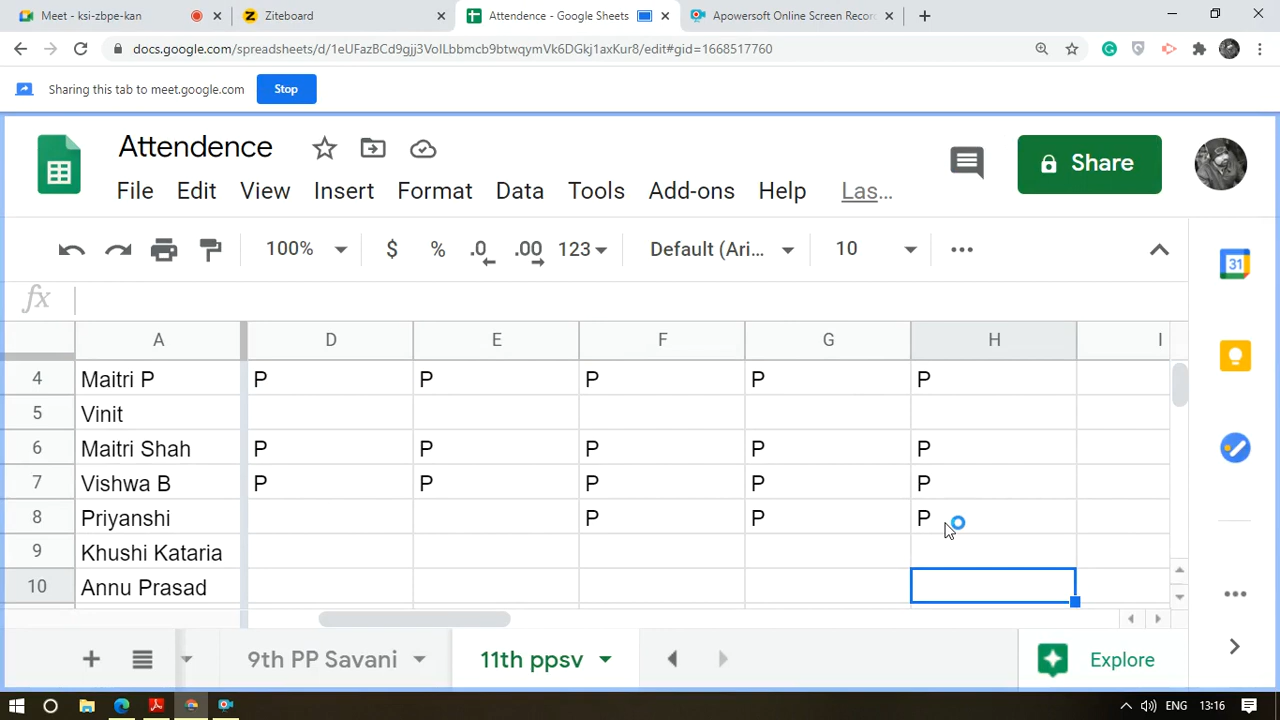 Meet - ksi-zbpe-kan
Ziteboard
Attendence - Google Sheets
Apowersoft Online Screen Recor
docs.google.com/spreadsheets/d/1eUFazBCd9gjj3VoILbbmcb9btwqymVk6DGkj1axKur8/edit#gid=1668517760
Sharing this tab to meet.google.com Stop
Attendence
Share
File Edit View Insert Format Data Tools Add-ons Help Las...
100% $ % .0 .00 123 Default (Ari... 10
fx
31
A D E F G H I
4 Maitri P P P P P P
5 Vinit
6 Maitri Shah P P P P P
7 Vishwa B P P P P P
8 Priyanshi P P P
9 Khushi Kataria
10 Annu Prasad
9th PP Savani 11th ppsv Explore
ENG 13:16